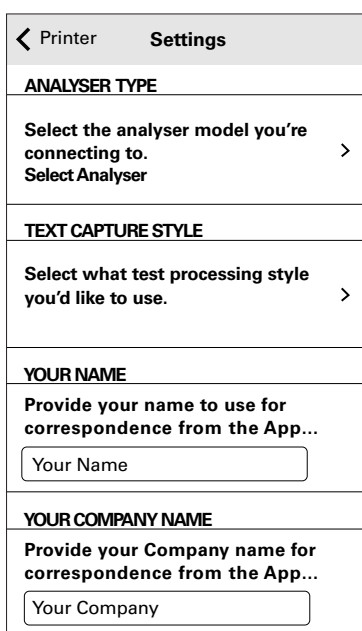 Printer Settings
ANALYSER TYPE
Select the analyser model you're
connecting to.
Select Analyser
TEXT CAPTURE STYLE
Select what test processing style
you'd like to use.
YOUR NAME
Provide your name to use for
correspondence from the App...
Your Name
YOUR COMPANY NAME
Provide your Company name for
correspondence from the App...
Your Company